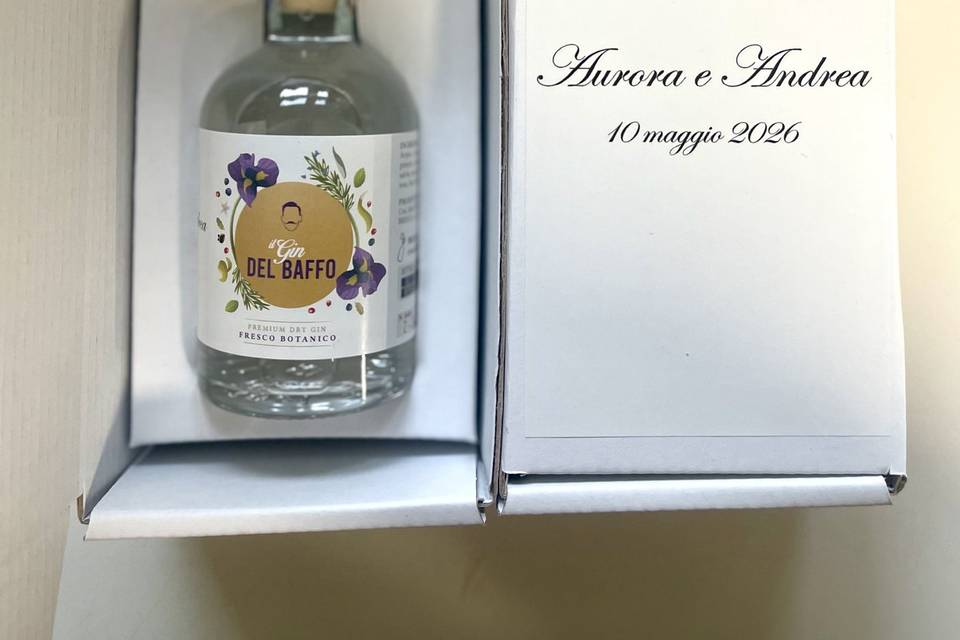 il Gin
DEL BAFFO
PREMIUM DRY GIN
FRESCO BOTANICO
Aurora e Andrea
10 maggio 2026